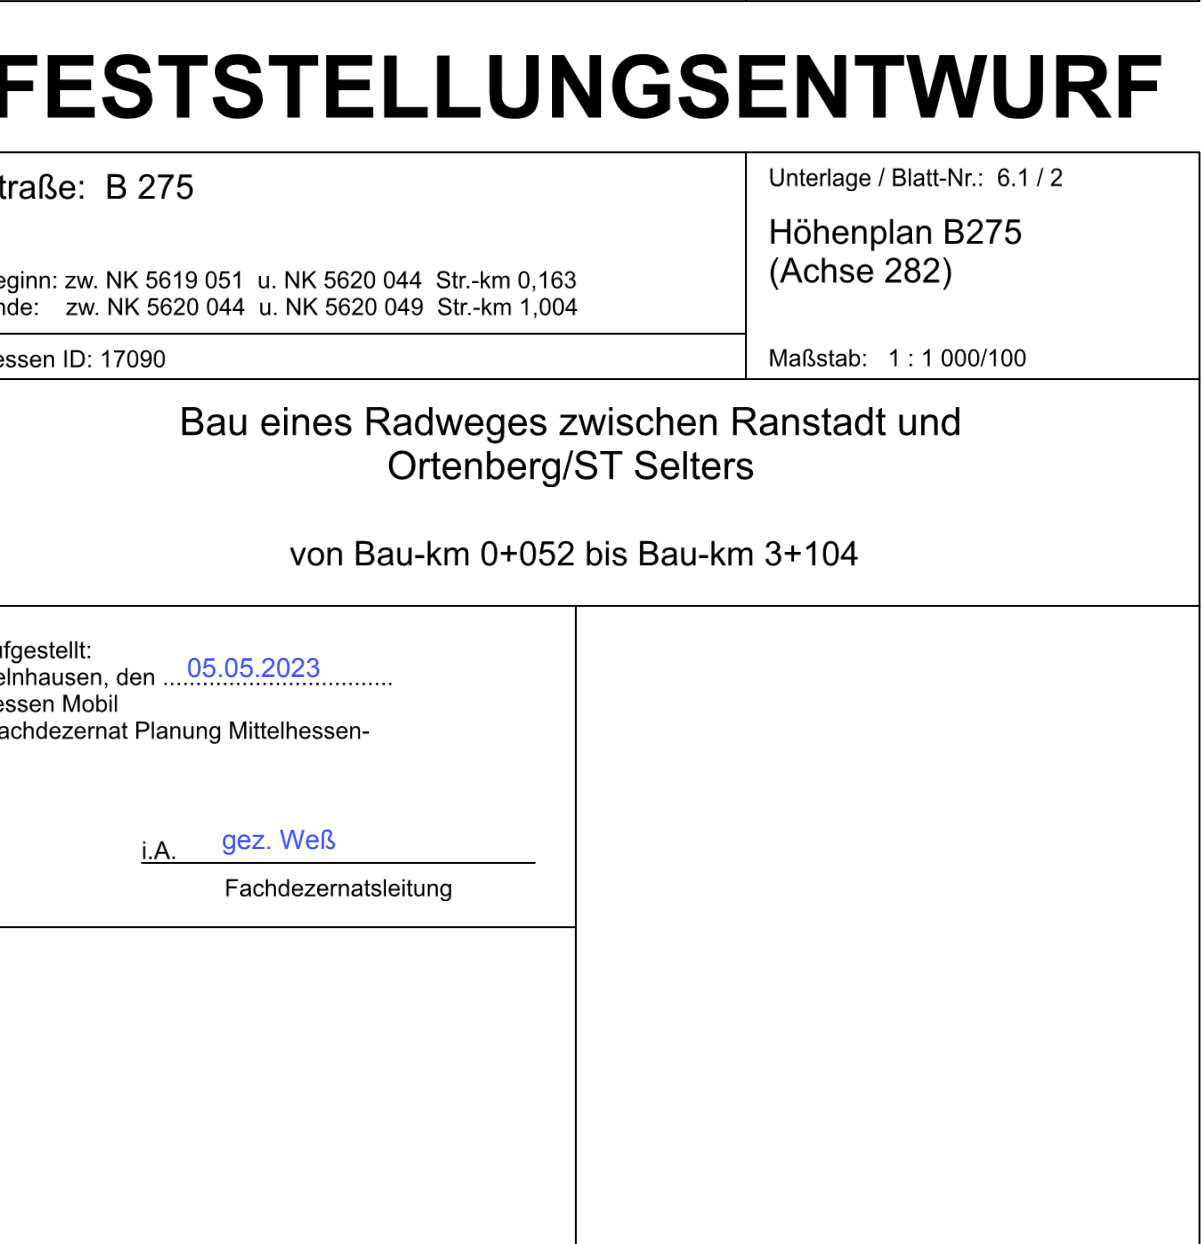 FESTSTELLUNGSENTWURF
traße: B 275
eginn: zw. NK 5619 051 u. NK 5620 044 Str.-km 0,163
nde: zw. NK 5620 044 u. NK 5620 049 Str.-km 1,004
essen ID: 17090
Unterlage / Blatt-Nr.: 6.1 / 2
Höhenplan B275
(Achse 282)
Maßstab: 1 : 1 000/100
Bau eines Radweges zwischen Ranstadt und
Ortenberg/ST Selters
von Bau-km 0+052 bis Bau-km 3+104
ufgestellt:
elnhausen, den ................................... 05.05.2023
essen Mobil
achdezernat Planung Mittelhessen-
i.A. gez. Weß
Fachdezernatsleitung